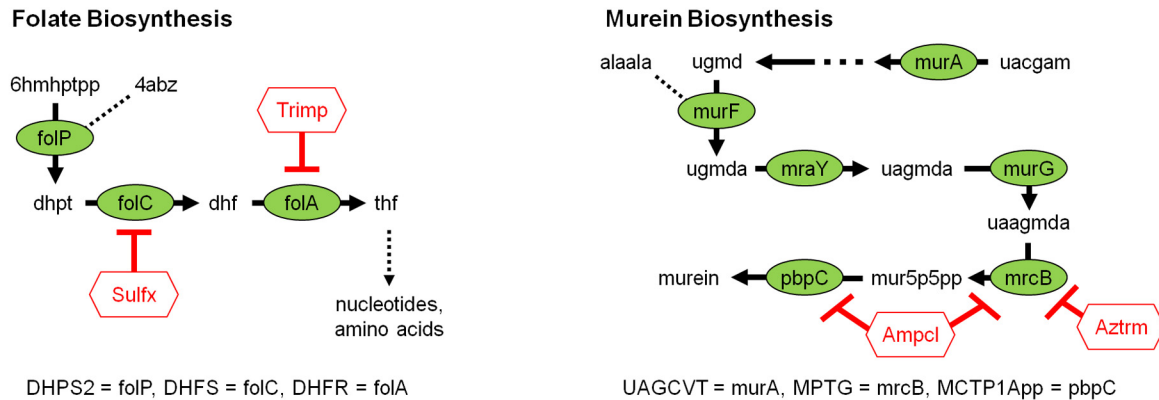 Folate Biosynthesis
6hmhptpp
4abz
Trimp
folP
dhpt
folC
dhf
folA
thf
Sulfx
nucleotides,
amino acids
DHPS2 = folP, DHFS = folC, DHFR = folA
Murein Biosynthesis
alaala
ugmd
murA
uacgam
murF
ugmda
mraY
uagmda
murG
uaagmda
murein
pbpC
mur5p5pp
mrcB
Ampcl
Aztrm
UAGCVT = murA, MPTG = mrcB, MCTP1App = pbpC